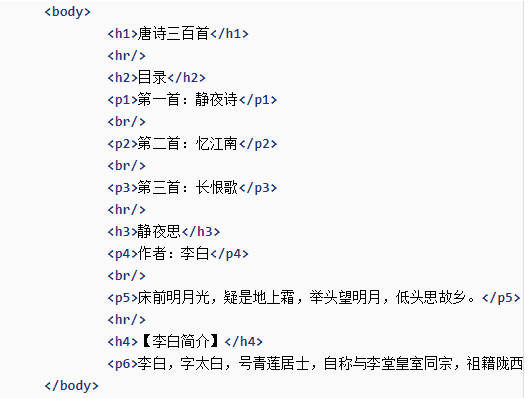 <body>
<h1>唐诗三百首</h1>
<hr/>
<h2>目录</h2>
<p1>第一首：静夜诗</p1>
<br/>
<p2>第二首：忆江南</p2>
<br/>
<p3>第三首：长恨歌</p3>
<hr/>
<h3>静夜思</h3>
<p4>作者：李白</p4>
<br/>
<p5>床前明月光，疑是地上霜，举头望明月，低头思故乡。</p5>
<hr/>
<h4>【李白简介】</h4>
<p6>李白，字太白，号青莲居士，自称与李堂皇室同宗，祖籍陇西
</body>